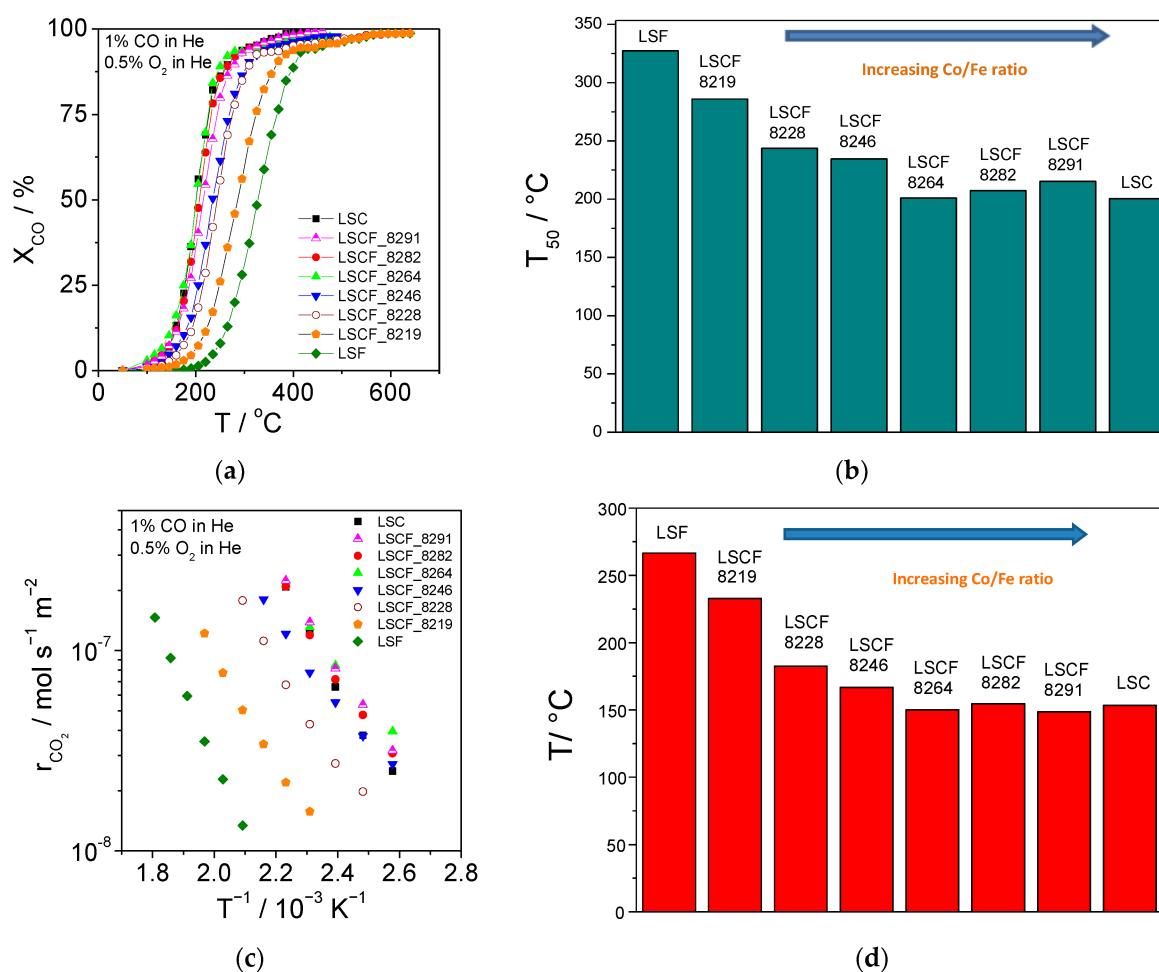 100
75
50
25
0
X_CO / %
1% CO in He
0.5% O₂ in He
LSC
LSCF_8291
LSCF_8282
LSCF_8264
LSCF_8246
LSCF_8228
LSCF_8219
LSF
0 200 400 600
T / °C
(a)
350
300
250
200
150
100
50
0
T₅₀ / °C
Increasing Co/Fe ratio
LSF
LSCF
8219
LSCF
8228
LSCF
8246
LSCF
8264
LSCF
8282
LSCF
8291
LSC
(b)
10⁻⁷
10⁻⁸
r_CO₂ / mol s⁻¹ m⁻²
1% CO in He
0.5% O₂ in He
LSC
LSCF_8291
LSCF_8282
LSCF_8264
LSCF_8246
LSCF_8228
LSCF_8219
LSF
1.8 2.0 2.2 2.4 2.6 2.8
T⁻¹ / 10⁻³ K⁻¹
(c)
300
250
200
150
100
50
0
T/ °C
Increasing Co/Fe ratio
LSF
LSCF
8219
LSCF
8228
LSCF
8246
LSCF
8264
LSCF
8282
LSCF
8291
LSC
(d)